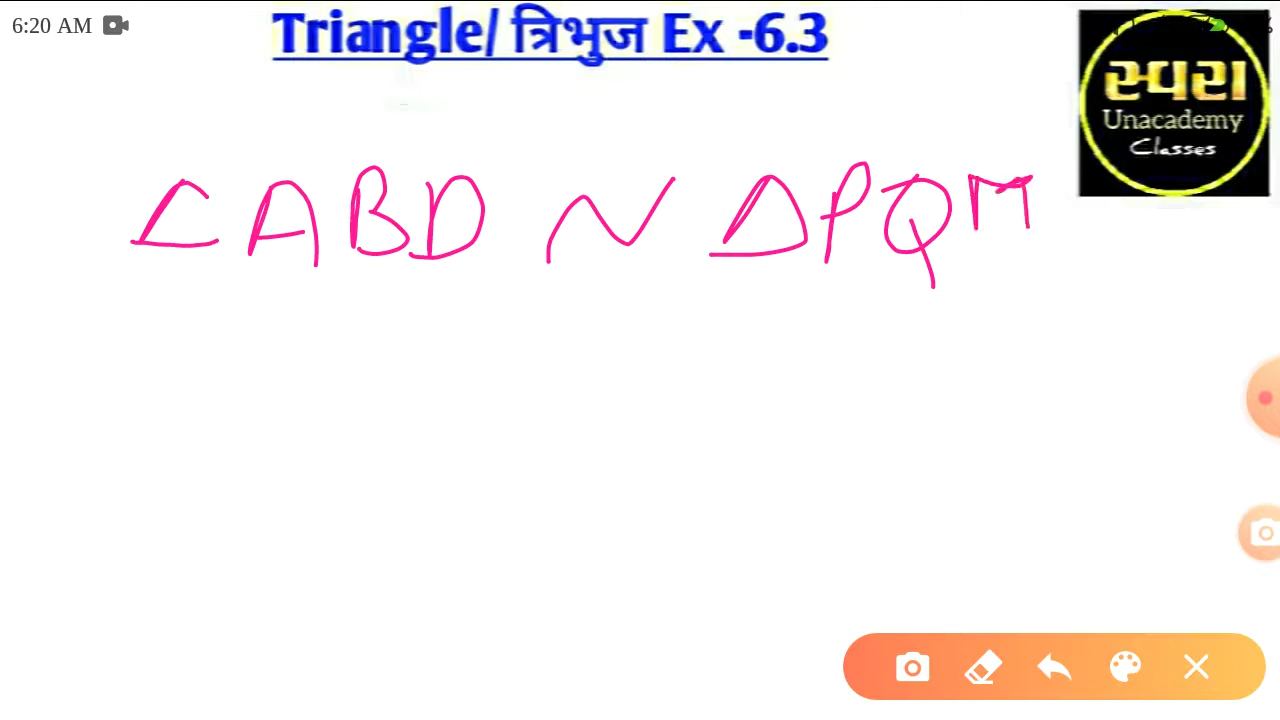 6:20 AM
Triangle/ त्रिभुज Ex -6.3
સ્પરા
Unacademy
Classes
∠ABD ~ ΔPQM